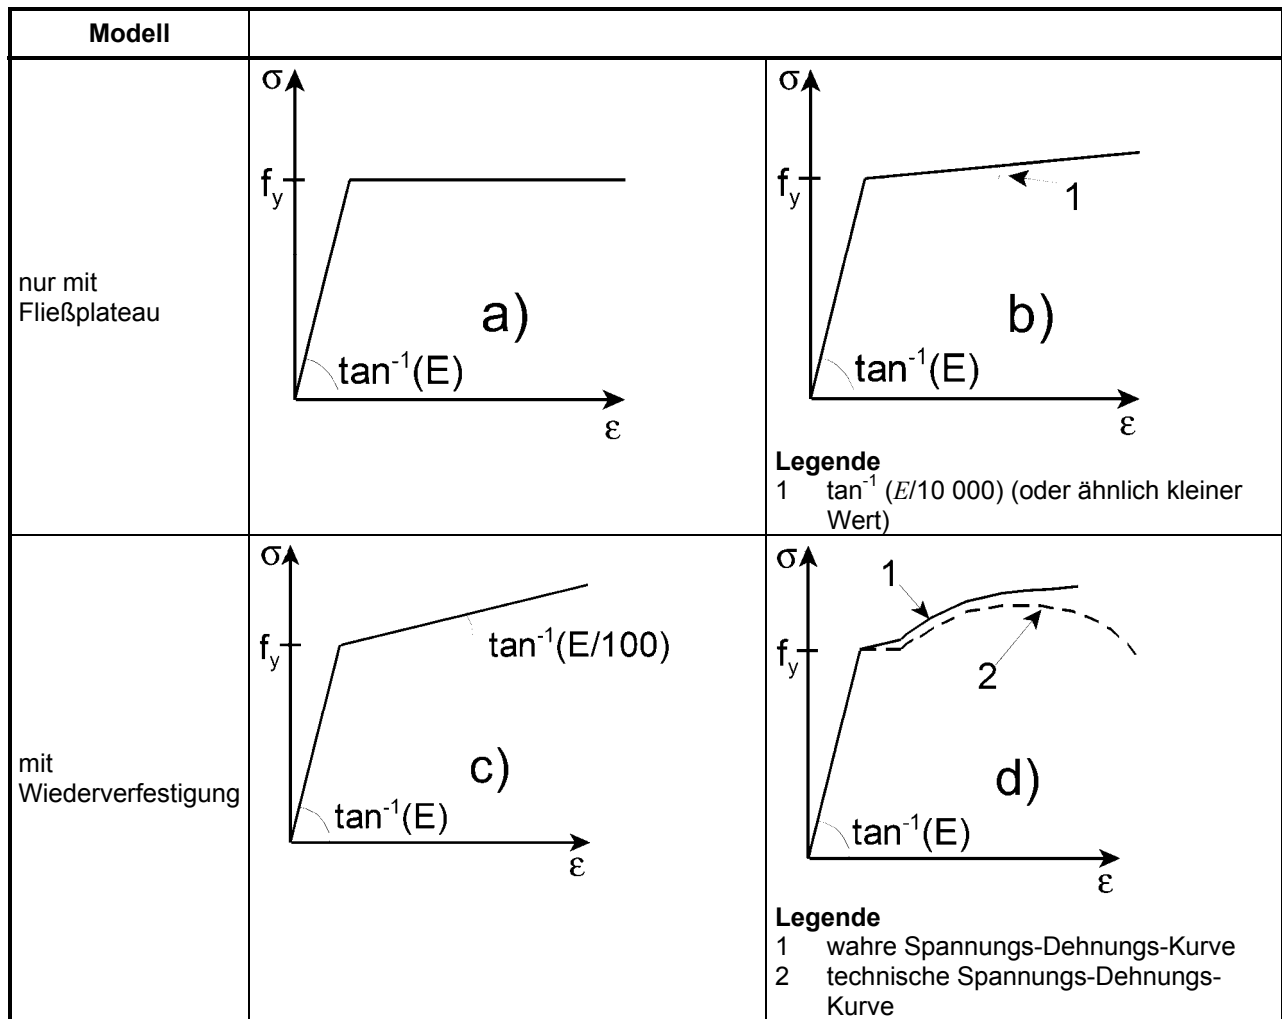 Modell
nur mit
Fließplateau
σ
f_y
a)
tan⁻¹(E)
ε
σ
f_y
1
b)
tan⁻¹(E)
ε
Legende
1 tan⁻¹ (E/10 000) (oder ähnlich kleiner
Wert)
mit
Wiederverfestigung
σ
f_y
tan⁻¹(E/100)
c)
tan⁻¹(E)
ε
σ
1
f_y
2
d)
tan⁻¹(E)
ε
Legende
1 wahre Spannungs-Dehnungs-Kurve
2 technische Spannungs-Dehnungs-
Kurve